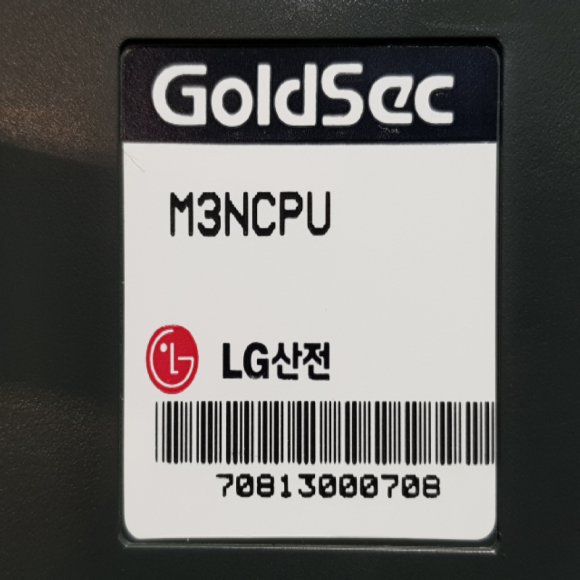 GoldSec
M3NCPU
LG산전
70813000708